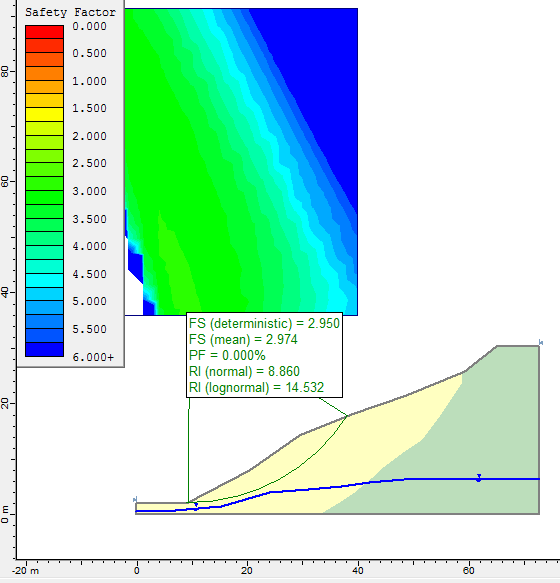 Safety Factor
0.000
0.500
1.000
1.500
2.000
2.500
3.000
3.500
4.000
4.500
5.000
5.500
6.000+
80
60
40
20
0 m
FS (deterministic) = 2.950
FS (mean) = 2.974
PF = 0.000%
RI (normal) = 8.860
RI (lognormal) = 14.532
-20 m
0
20
40
60